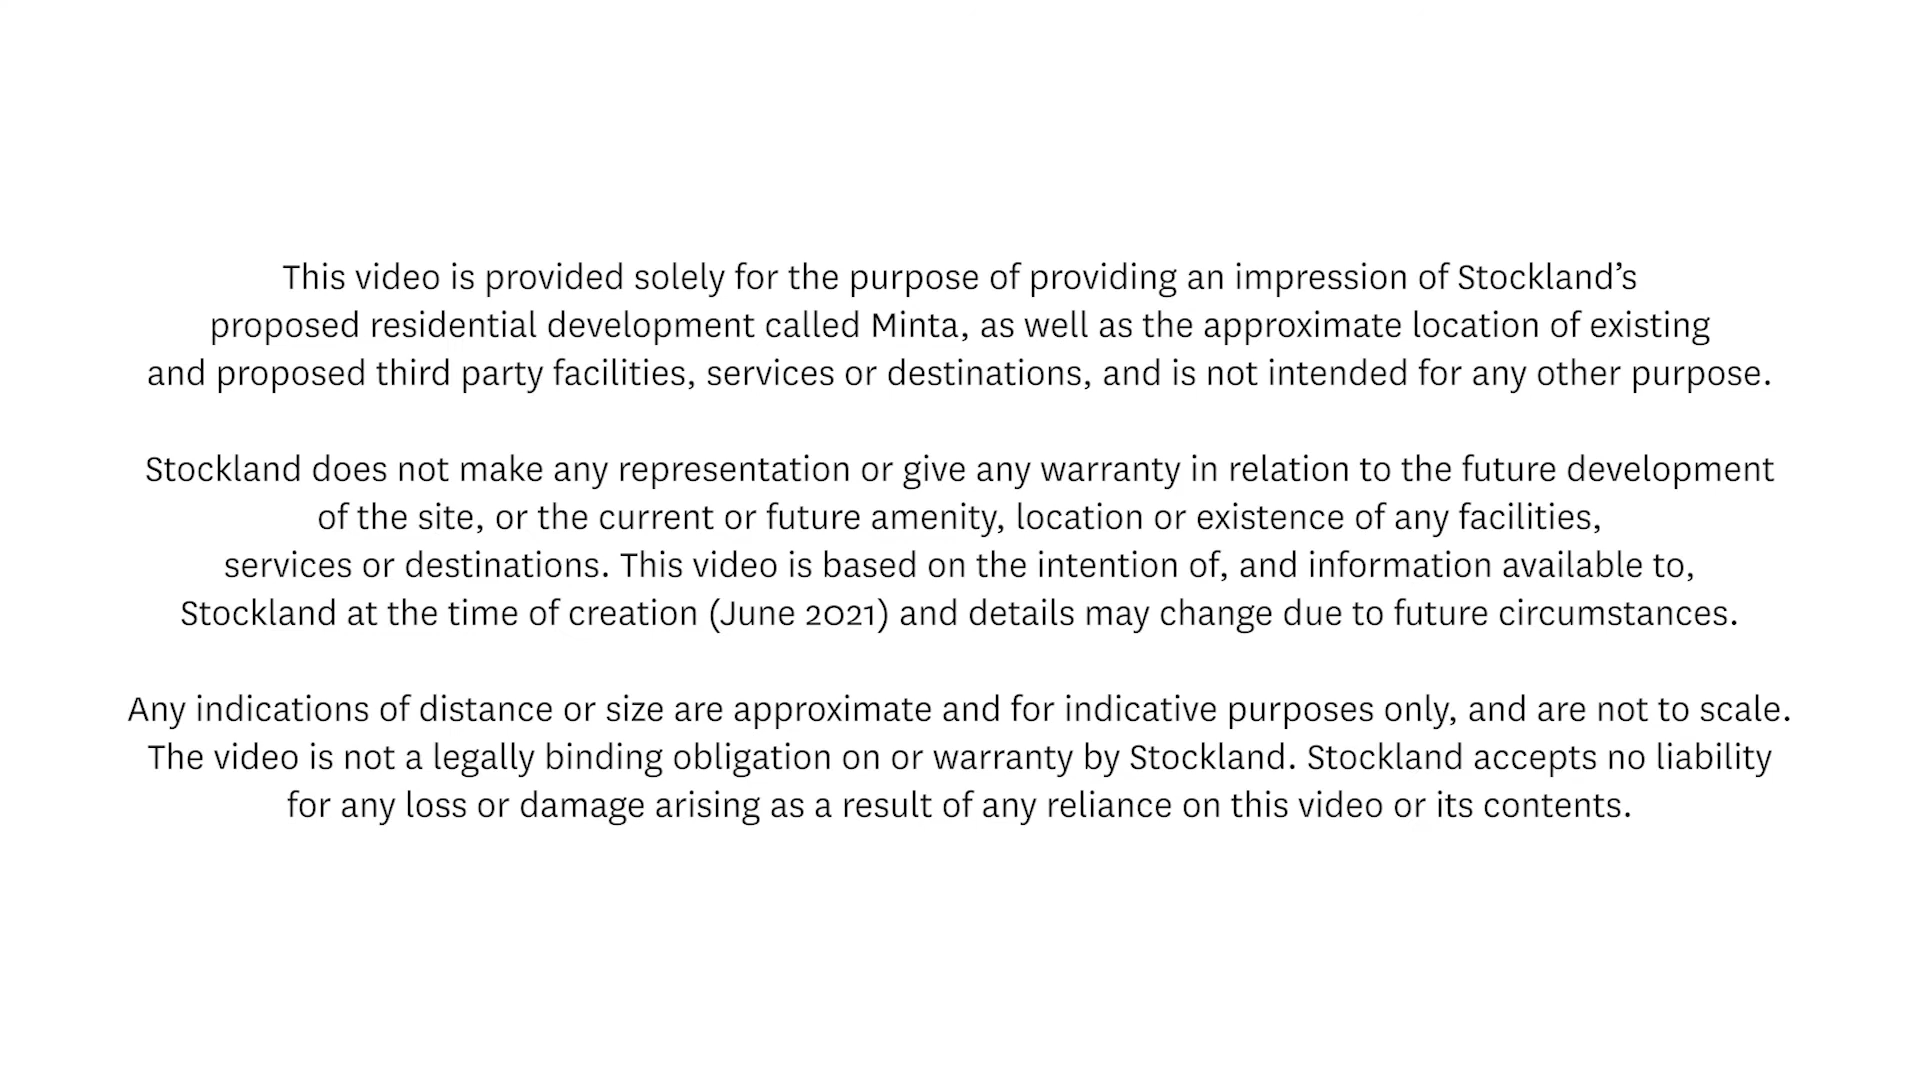 This video is provided solely for the purpose of providing an impression of Stockland’s
proposed residential development called Minta, as well as the approximate location of existing
and proposed third party facilities, services or destinations, and is not intended for any other purpose.
Stockland does not make any representation or give any warranty in relation to the future development
of the site, or the current or future amenity, location or existence of any facilities,
services or destinations. This video is based on the intention of, and information available to,
Stockland at the time of creation (June 2021) and details may change due to future circumstances.
Any indications of distance or size are approximate and for indicative purposes only, and are not to scale.
The video is not a legally binding obligation on or warranty by Stockland. Stockland accepts no liability
for any loss or damage arising as a result of any reliance on this video or its contents.